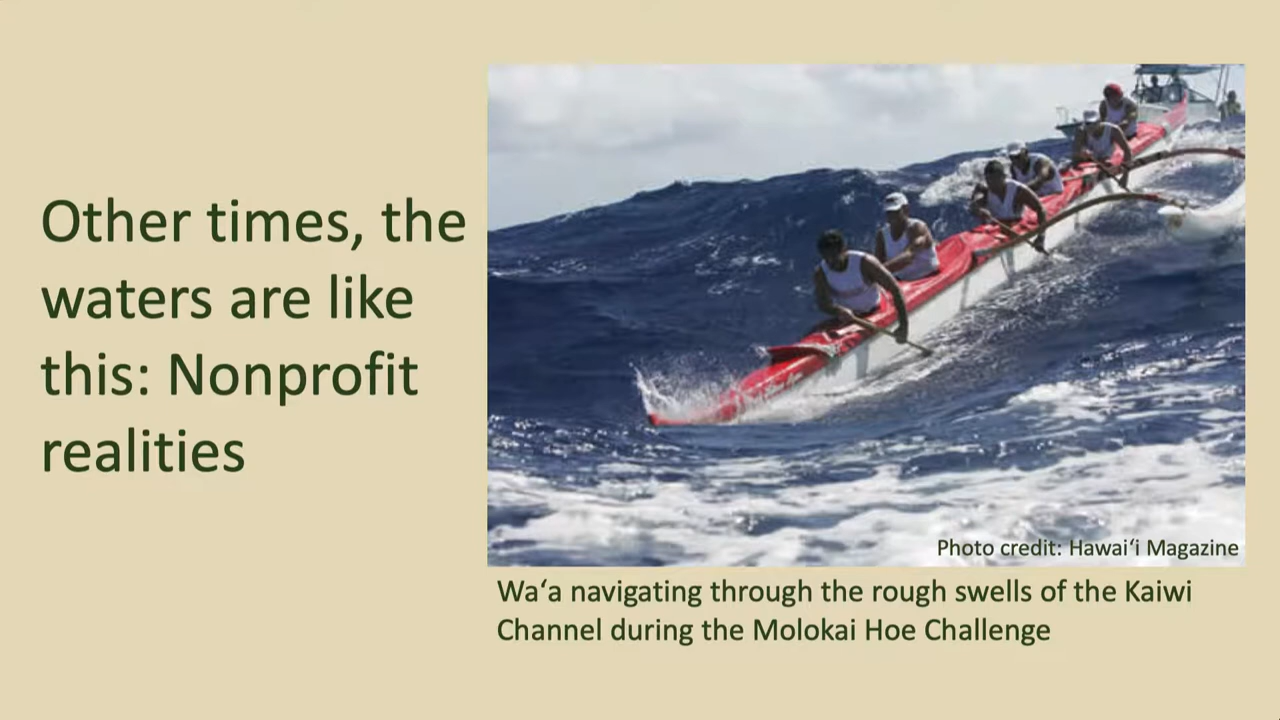 Other times, the
waters are like
this: Nonprofit
realities
Photo credit: Hawaiʻi Magazine
Waʻa navigating through the rough swells of the Kaiwi
Channel during the Molokai Hoe Challenge